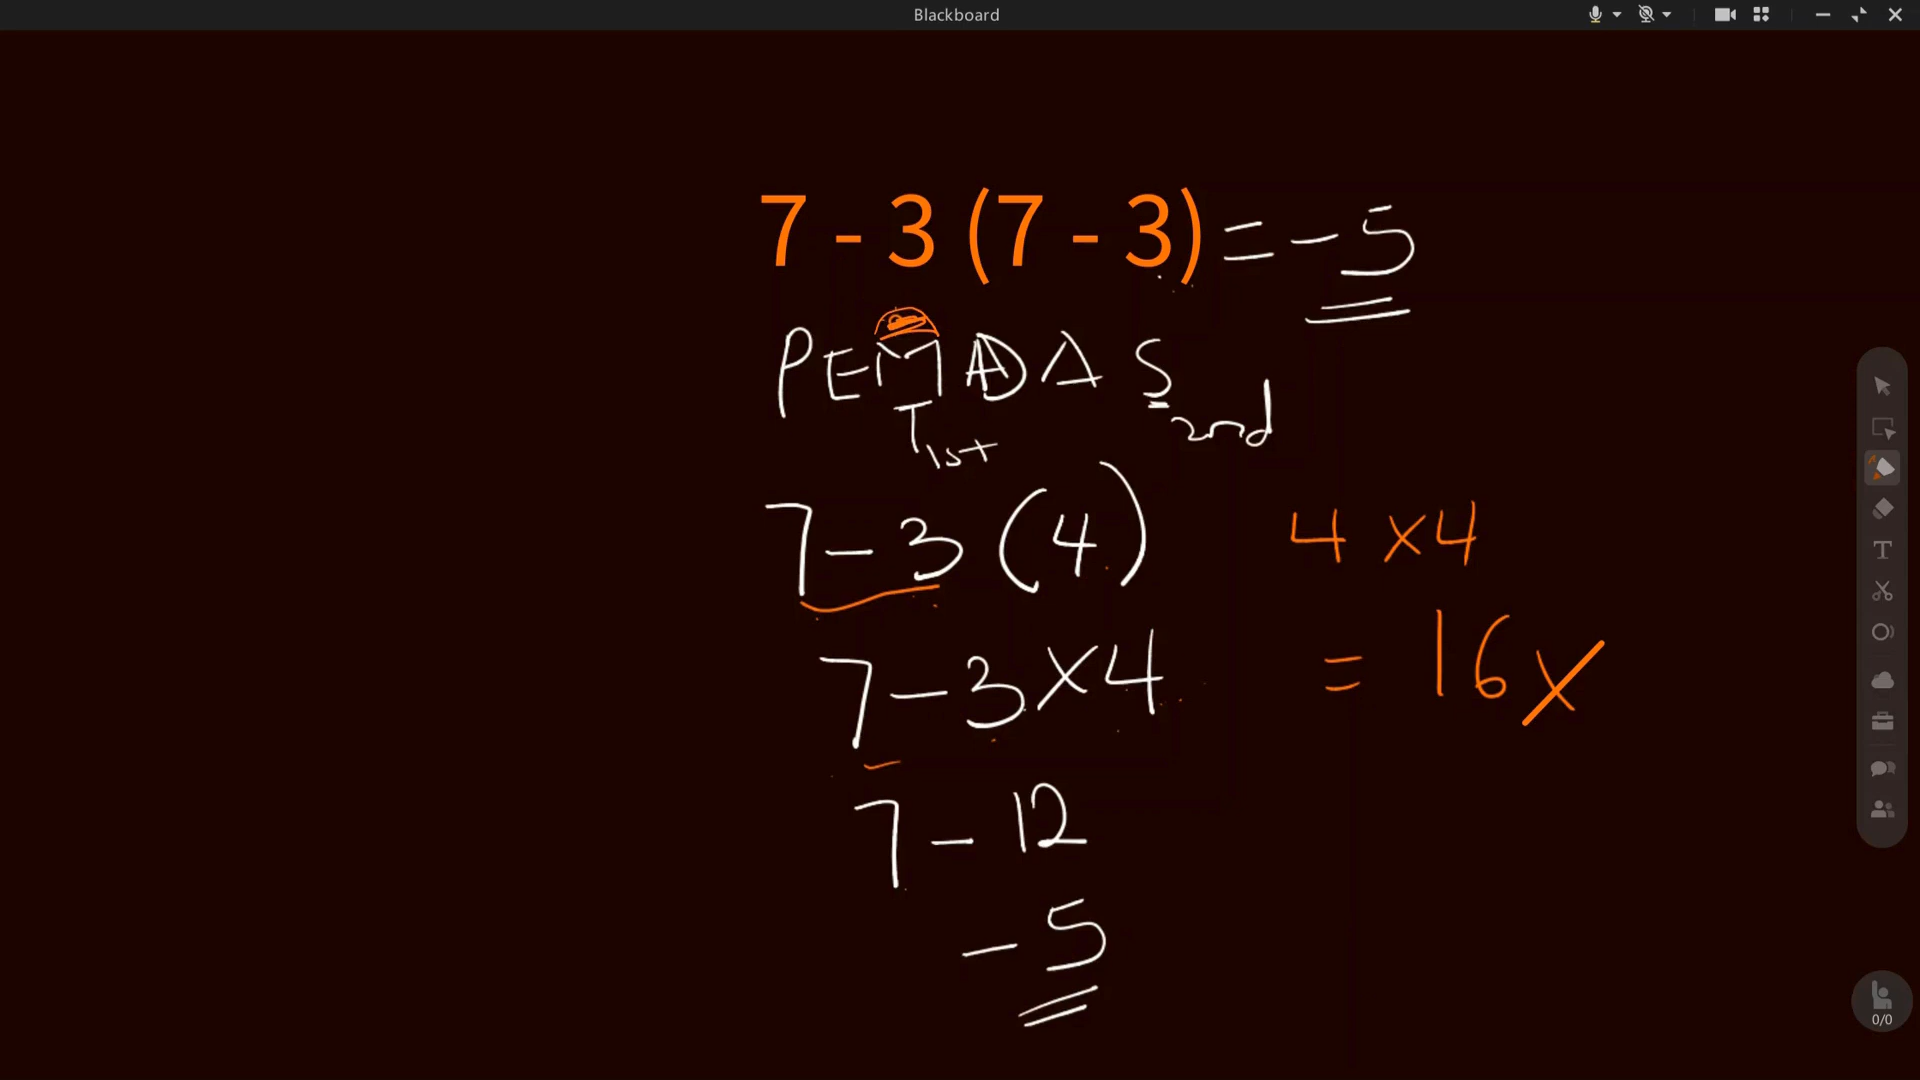 Blackboard
7 - 3 (7 - 3) = -5
PEMDAS
1st
2nd
7 - 3 (4)
4 x 4
7 - 3 x 4
= 16 x
7 - 12
- 5
0/0